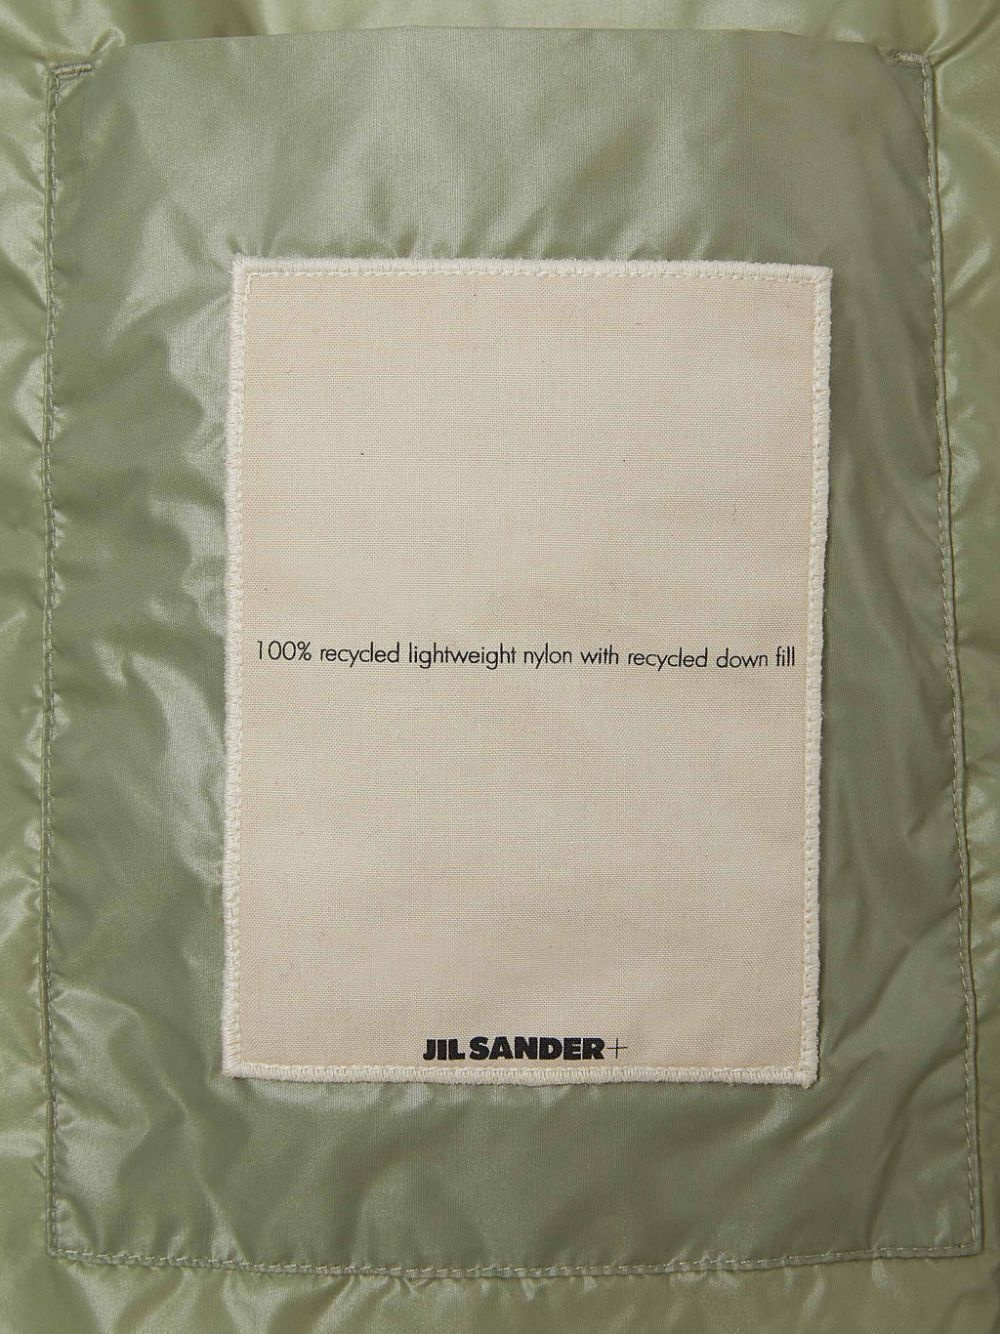 100% recycled lightweight nylon with recycled down fill
JIL SANDER+